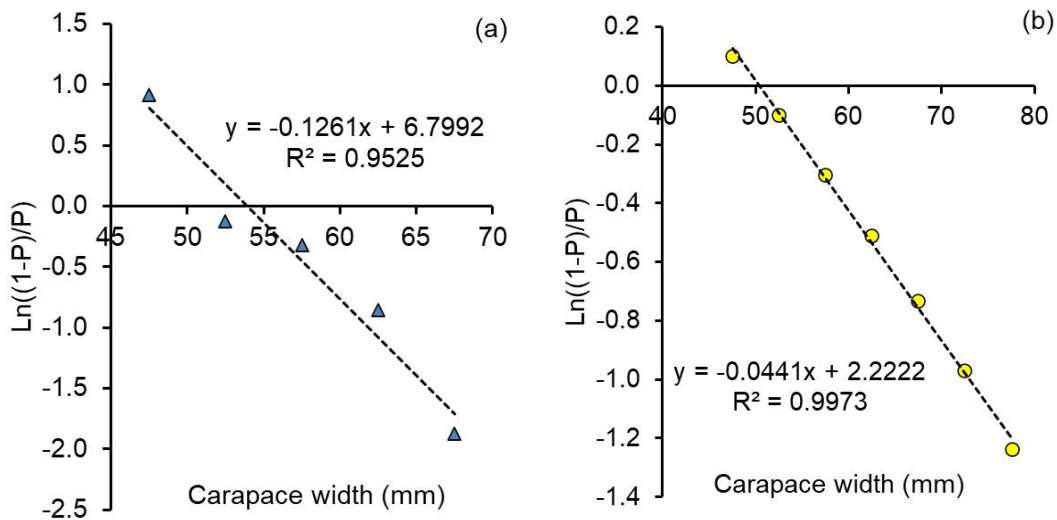 (a)
1.5
1.0
0.5
0.0
-0.5
-1.0
-1.5
-2.0
-2.5
45 50 55 60 65 70
y = -0.1261x + 6.7992
R² = 0.9525
Ln((1-P)/P)
Carapace width (mm)
(b)
0.2
0.0
-0.2
-0.4
-0.6
-0.8
-1.0
-1.2
-1.4
40 50 60 70 80
y = -0.0441x + 2.2222
R² = 0.9973
Ln((1-P)/P)
Carapace width (mm)